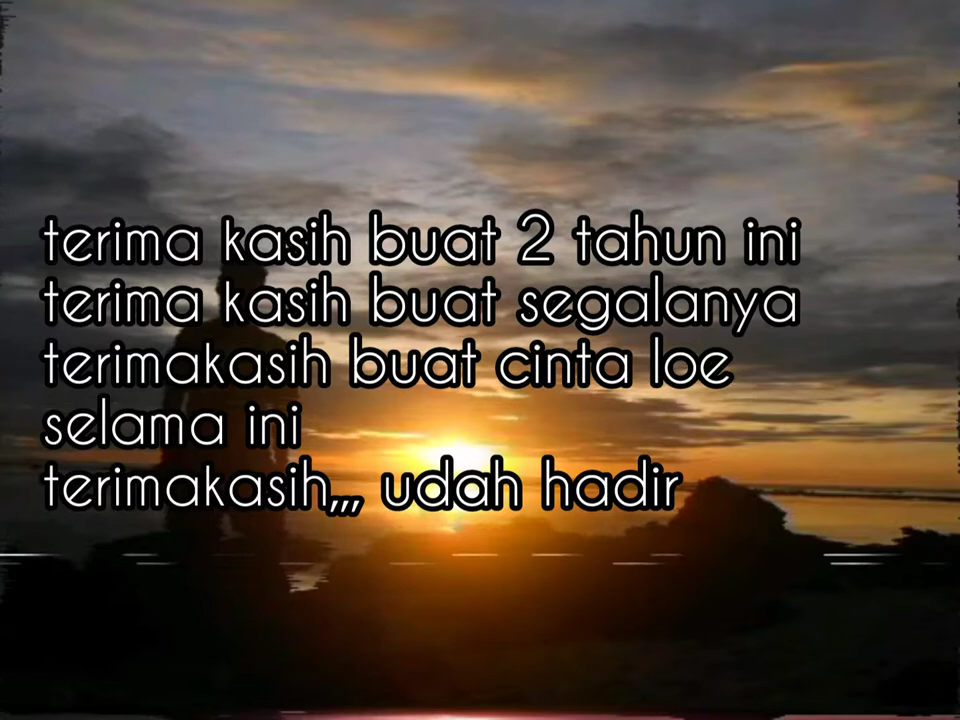 terima kasih buat 2 tahun ini
terima kasih buat segalanya
terimakasih buat cinta loe
selama ini
terimakasih,,, udah hadir